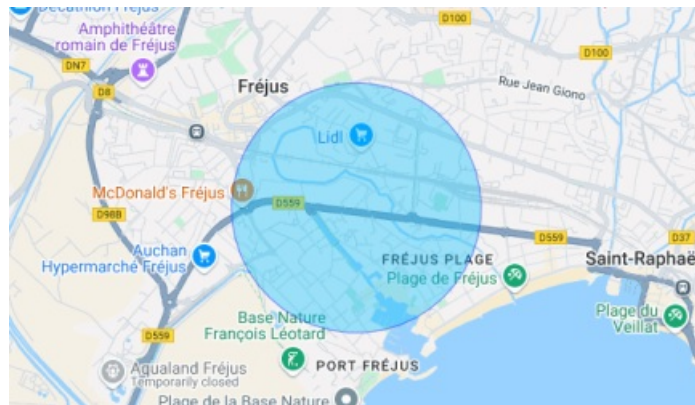 Décathlon Fréjus
Amphithéâtre
romain de Fréjus
D100
D100
DN7
D8
Fréjus
Rue Jean Giono
Lidl
McDonald's Fréjus
D559
D98B
D559
D37
Auchan
Hypermarché Fréjus
FRÉJUS PLAGE
Plage de Fréjus
Saint-Raphaë
Base Nature
François Léotard
Plage du
Veillat
D559
PORT FRÉJUS
Aqualand Fréjus
Temporarily closed
Plage de la Base Nature